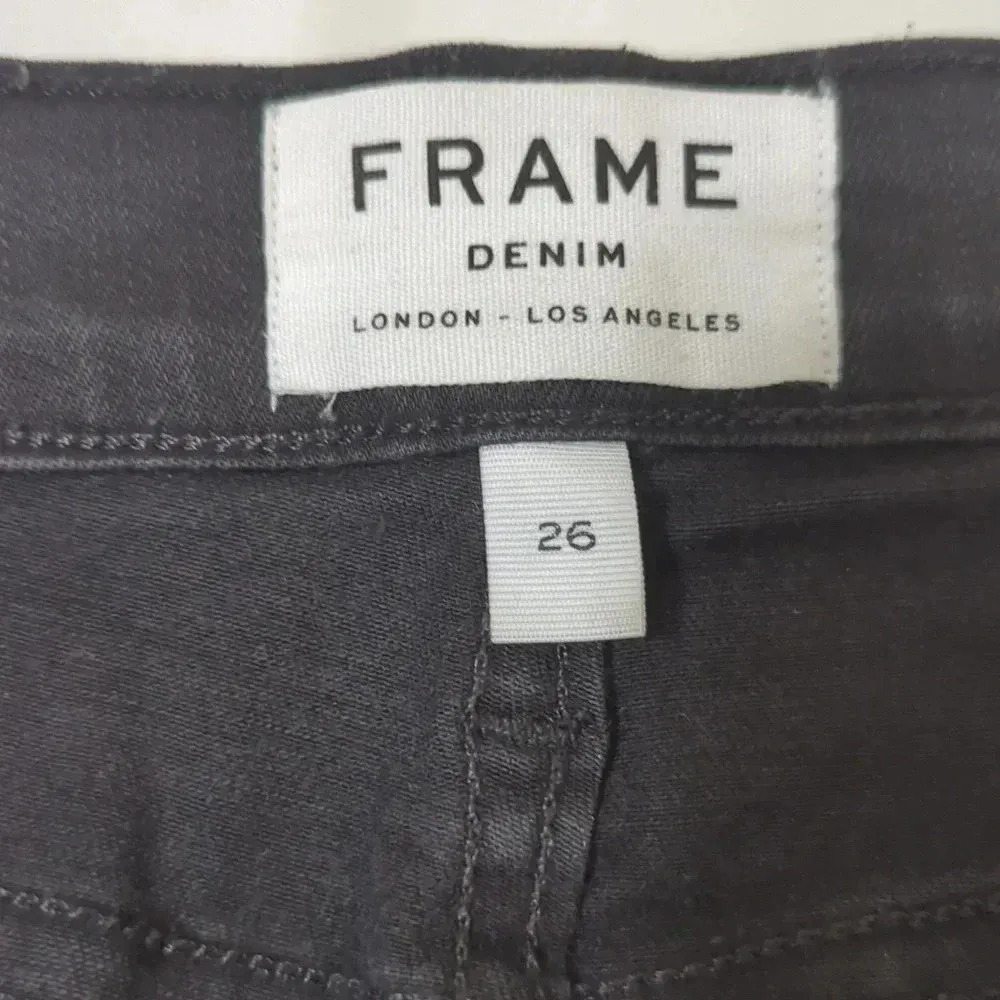 FRAME
DENIM
LONDON - LOS ANGELES
26